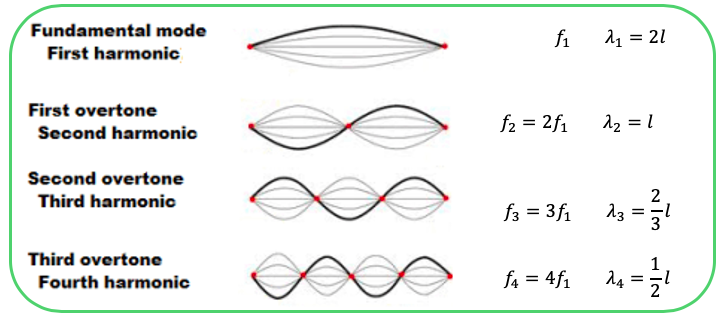 Fundamental mode
First harmonic
f₁ λ₁ = 2l
First overtone
Second harmonic
f₂ = 2f₁ λ₂ = l
Second overtone
Third harmonic
f₃ = 3f₁ λ₃ = 2/3 l
Third overtone
Fourth harmonic
f₄ = 4f₁ λ₄ = 1/2 l